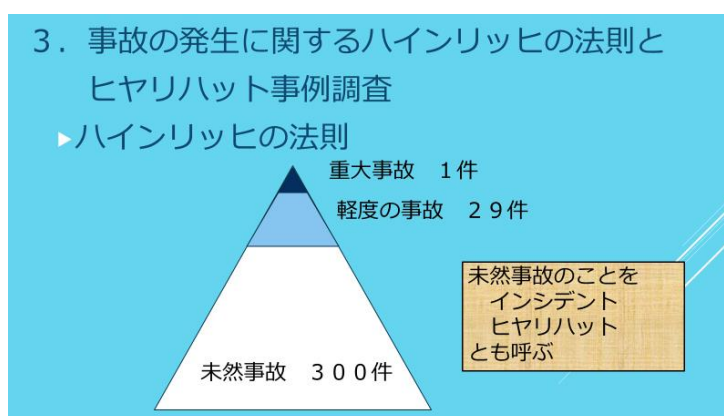 ３．事故の発生に関するハインリッヒの法則と
ヒヤリハット事例調査
▶ハインリッヒの法則
重大事故　１件
軽度の事故　２９件
未然事故のことを
インシデント
ヒヤリハット
とも呼ぶ
未然事故　３００件